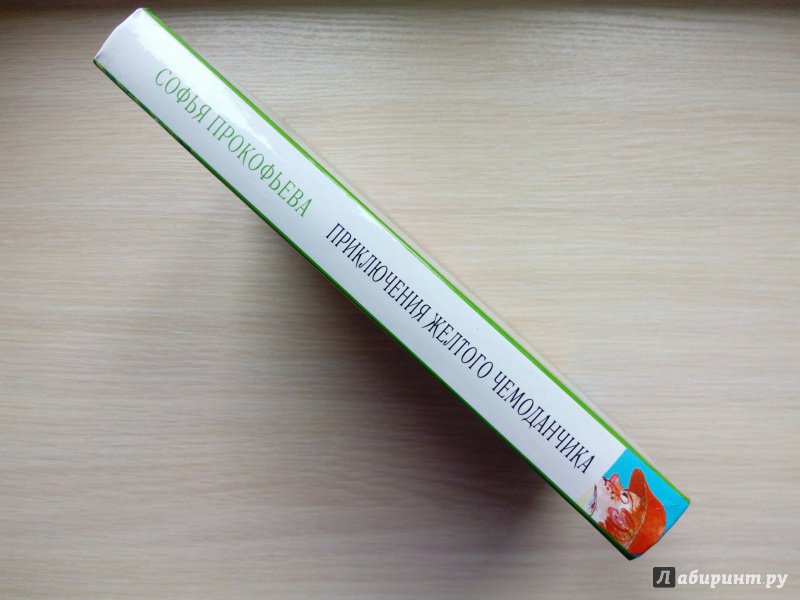 СОФЬЯ ПРОКОФЬЕВА
ПРИКЛЮЧЕНИЯ ЖЕЛТОГО ЧЕМОДАНЧИКА
Лабиринт.ру